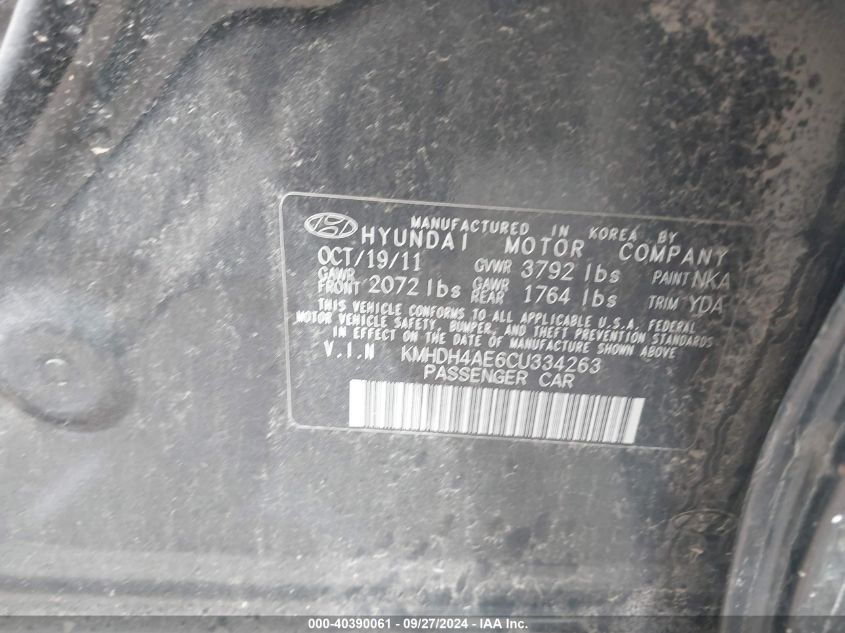 MANUFACTURED IN KOREA BY
HYUNDAI MOTOR COMPANY
OCT/19/11 GVWR 3792 lbs PAINT NKA
GAWR FRONT 2072 lbs GAWR REAR 1764 lbs TRIM YDA
THIS VEHICLE CONFORMS TO ALL APPLICABLE U.S.A. FEDERAL
MOTOR VEHICLE SAFETY, BUMPER, AND THEFT PREVENTION STANDARDS
IN EFFECT ON THE DATE OF MANUFACTURE SHOWN ABOVE
V.I.N KMHDH4AE6CU334263
PASSENGER CAR
000-40390061 - 09/27/2024 - IAA Inc.